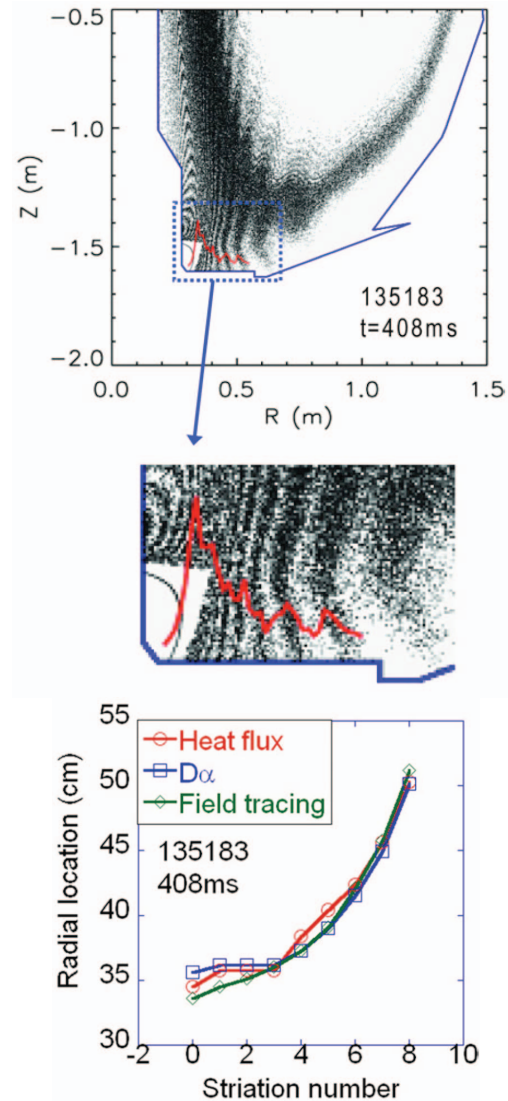 -0.5
-1.0
Z (m)
-1.5
135183
t=408ms
-2.0
0.0 0.5 1.0 1.5
R (m)
55
Heat flux
50
Dα
Field tracing
45
Radial location (cm)
135183
408ms
40
35
30
-2 0 2 4 6 8 10
Striation number